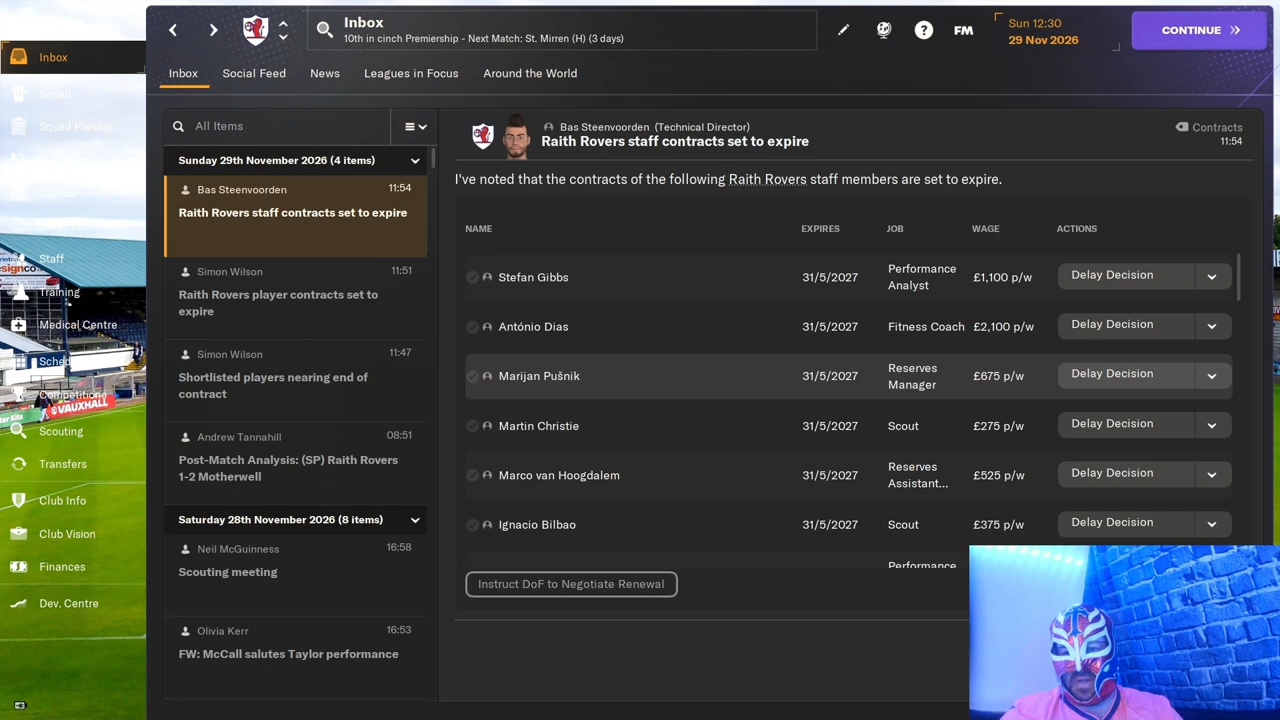 Inbox
10th in cinch Premiership - Next Match: St. Mirren (H) (3 days)
FM
Sun 12:30
29 Nov 2026
CONTINUE
Inbox
Social Feed
News
Leagues in Focus
Around the World
Inbox
Squad
Squad Planner
Staff
Training
Medical Centre
Sched
Competitions
Scouting
Transfers
Club Info
Club Vision
Finances
Dev. Centre
VAUXHALL
All Items
Sunday 29th November 2026 (4 items)
Bas Steenvoorden 11:54
Raith Rovers staff contracts set to expire
Simon Wilson 11:51
Raith Rovers player contracts set to
expire
Simon Wilson 11:47
Shortlisted players nearing end of
contract
Andrew Tannahill 08:51
Post-Match Analysis: (SP) Raith Rovers
1-2 Motherwell
Saturday 28th November 2026 (8 items)
Neil McGuinness 16:58
Scouting meeting
Olivia Kerr 16:53
FW: McCall salutes Taylor performance
Bas Steenvoorden (Technical Director)
Raith Rovers staff contracts set to expire
Contracts
11:54
I've noted that the contracts of the following Raith Rovers staff members are set to expire.
NAME EXPIRES JOB WAGE ACTIONS
Stefan Gibbs 31/5/2027 Performance Analyst £1,100 p/w Delay Decision
António Dias 31/5/2027 Fitness Coach £2,100 p/w Delay Decision
Marijan Pušnik 31/5/2027 Reserves Manager £675 p/w Delay Decision
Martin Christie 31/5/2027 Scout £275 p/w Delay Decision
Marco van Hoogdalem 31/5/2027 Reserves Assistant... £525 p/w Delay Decision
Ignacio Bilbao 31/5/2027 Scout £375 p/w Delay Decision
Performance
Instruct DoF to Negotiate Renewal